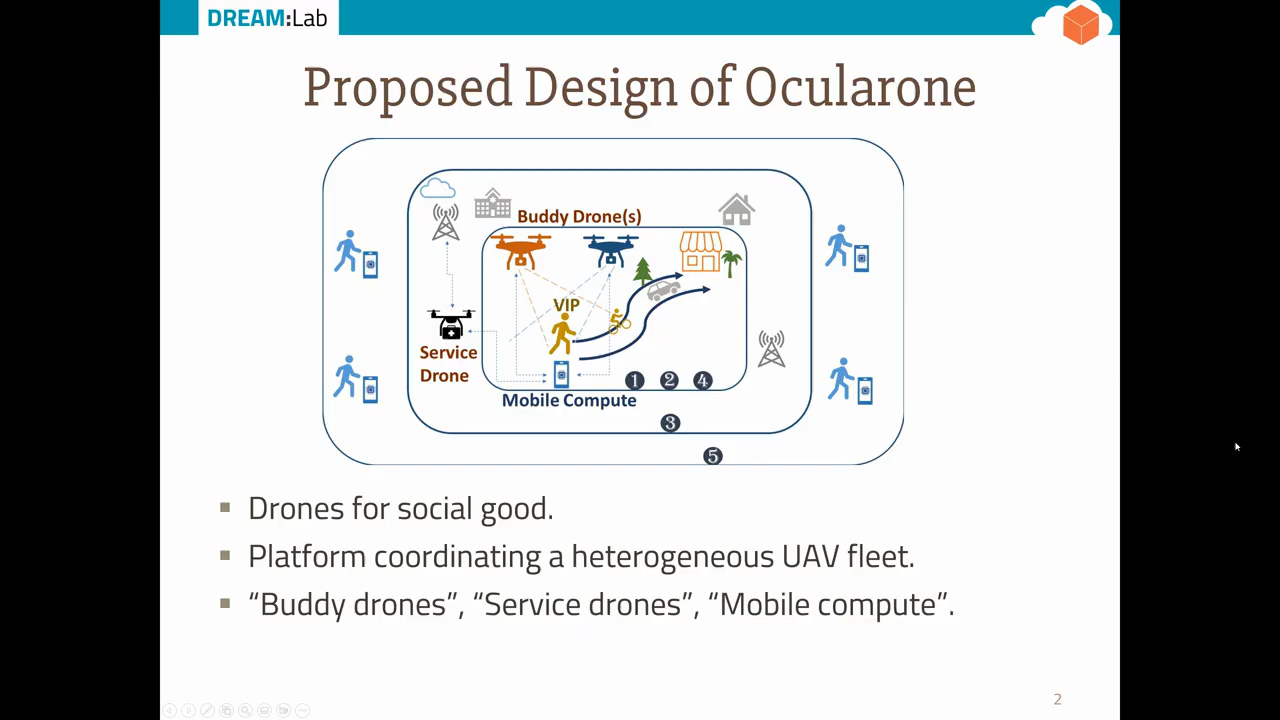 DREAM:Lab
Proposed Design of Ocularone
Buddy Drone(s)
VIP
Service
Drone
1 2 4
Mobile Compute
3
5
▪ Drones for social good.
▪ Platform coordinating a heterogeneous UAV fleet.
▪ “Buddy drones”, “Service drones”, “Mobile compute”.
2